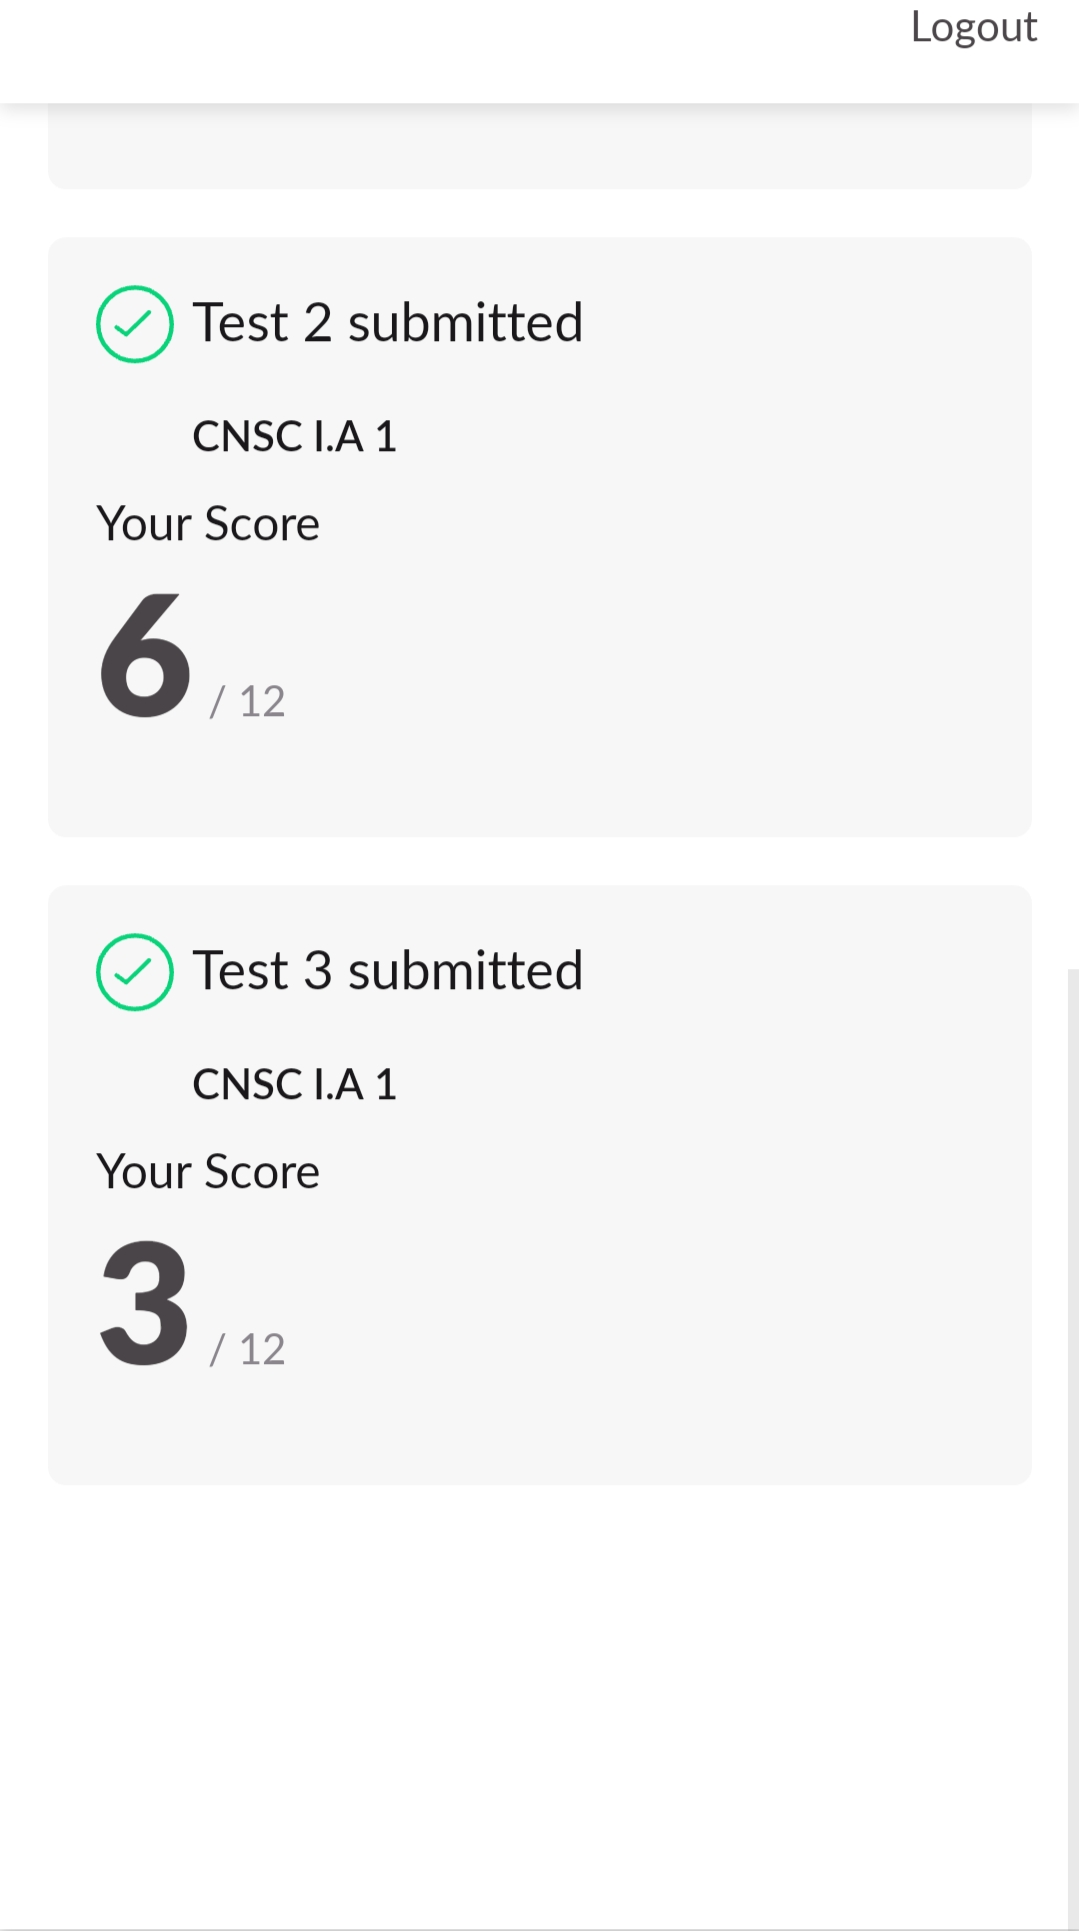 Logout
Test 2 submitted
CNSC I.A 1
Your Score
6 / 12
Test 3 submitted
CNSC I.A 1
Your Score
3 / 12